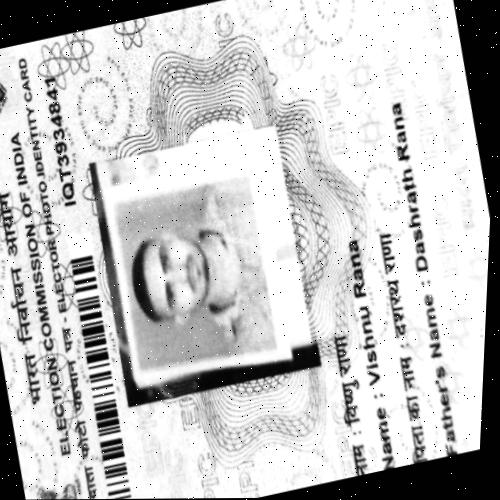 भारत निर्वाचन आयोग
ELECTION COMMISSION OF INDIA
पहचान पत्र - ELECTOR PHOTO IDENTITY CARD
IQT3934841
नाम : विष्णु राणा
Name : Vishnu Rana
पिता का नाम : दशरथ राणा
Father's Name : Dashrath Rana